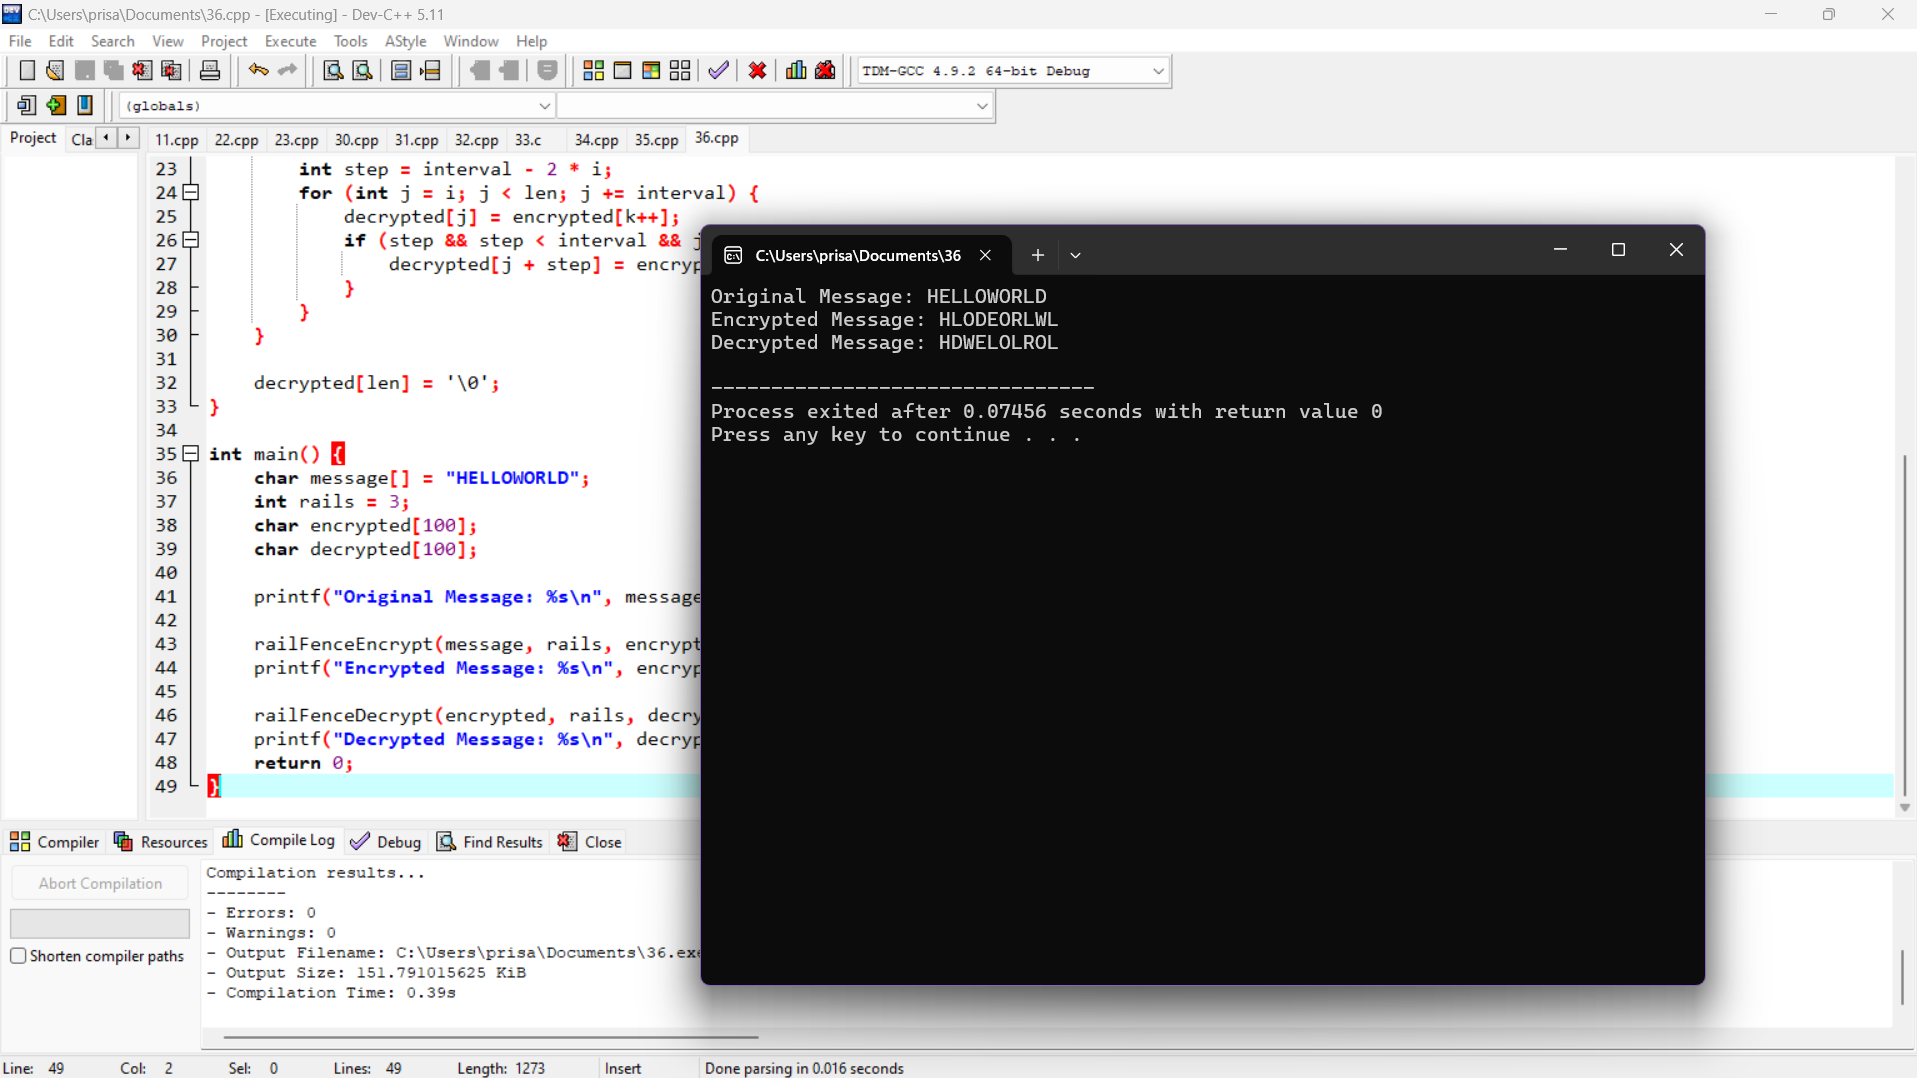 C:\Users\prisa\Documents\36.cpp - [Executing] - Dev-C++ 5.11
File Edit Search View Project Execute Tools AStyle Window Help
TDM-GCC 4.9.2 64-bit Debug
(globals)
Project Cla 11.cpp 22.cpp 23.cpp 30.cpp 31.cpp 32.cpp 33.c 34.cpp 35.cpp 36.cpp
23 int step = interval - 2 * i;
24 for (int j = i; j < len; j += interval) {
25 decrypted[j] = encrypted[k++];
26 if (step && step < interval && j
27 decrypted[j + step] = encryp
28 }
29 }
30 }
31
32 decrypted[len] = '\0';
33 }
34
35 int main() {
36 char message[] = "HELLOWORLD";
37 int rails = 3;
38 char encrypted[100];
39 char decrypted[100];
40
41 printf("Original Message: %s\n", message
42
43 railFenceEncrypt(message, rails, encrypt
44 printf("Encrypted Message: %s\n", encryp
45
46 railFenceDecrypt(encrypted, rails, decry
47 printf("Decrypted Message: %s\n", decryp
48 return 0;
49 }
C:\Users\prisa\Documents\36
Original Message: HELLOWORLD
Encrypted Message: HLODEORLWL
Decrypted Message: HDWELOLROL
--------------------------------
Process exited after 0.07456 seconds with return value 0
Press any key to continue . . .
Compiler Resources Compile Log Debug Find Results Close
Abort Compilation
Shorten compiler paths
Compilation results...
--------
- Errors: 0
- Warnings: 0
- Output Filename: C:\Users\prisa\Documents\36.exe
- Output Size: 151.791015625 KiB
- Compilation Time: 0.39s
Line: 49 Col: 2 Sel: 0 Lines: 49 Length: 1273 Insert Done parsing in 0.016 seconds